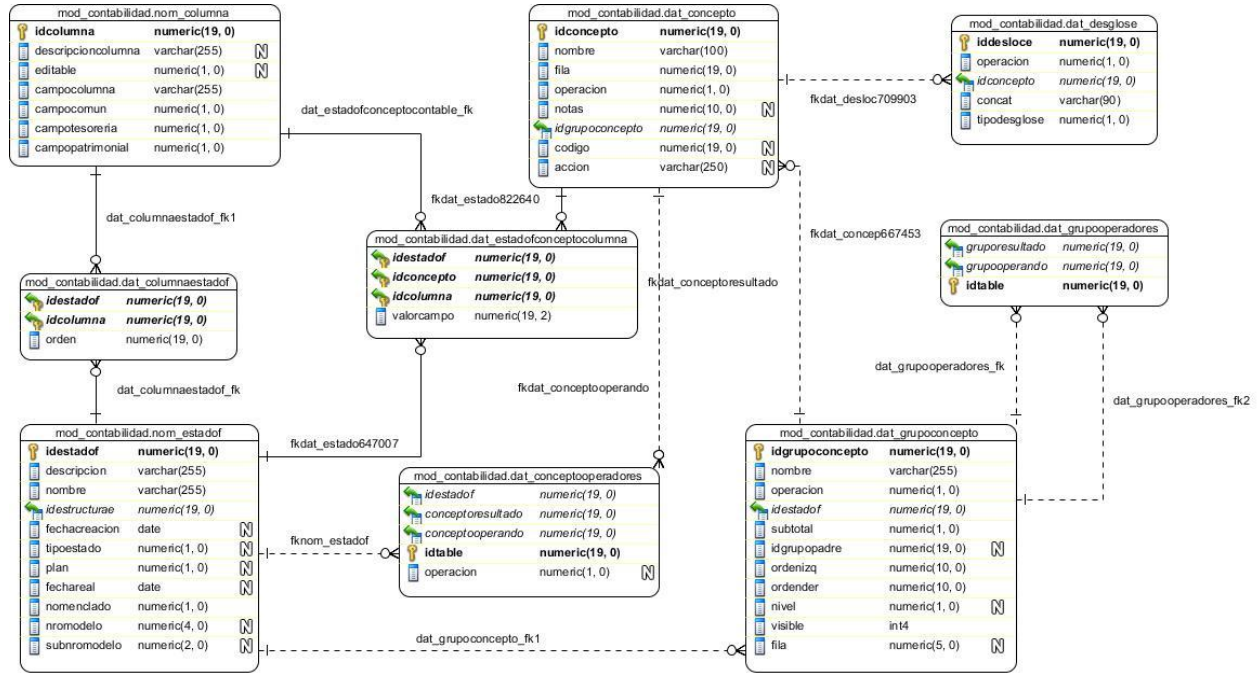 mod_contabilidad.nom_columna
idcolumna numeric(19, 0)
descripcioncolumna varchar(255) N
editable numeric(1, 0) N
campocolumna varchar(255)
campocomun numeric(1, 0)
campotesoreria numeric(1, 0)
campopatrimonial numeric(1, 0)
mod_contabilidad.dat_concepto
idconcepto numeric(19, 0)
nombre varchar(100)
fila numeric(19, 0)
operacion numeric(1, 0)
notas numeric(10, 0) N
idgrupoconcepto numeric(19, 0)
codigo numeric(19, 0) N
accion varchar(250) N
mod_contabilidad.dat_desglose
iddesloce numeric(19, 0)
operacion numeric(1, 0)
idconcepto numeric(19, 0)
concat varchar(90)
tipodesglose numeric(1, 0)
fkdat_desloc709903
dat_estadofconceptocontable_fk
fkdat_estado822640
dat_columnaestadof_fk1
fkdat_concep667453
fkdat_conceptoresultado
mod_contabilidad.dat_estadofconceptocolumna
idestadof numeric(19, 0)
idconcepto numeric(19, 0)
idcolumna numeric(19, 0)
valorcampo numeric(19, 2)
mod_contabilidad.dat_grupooperadores
gruporesultado numeric(19, 0)
grupooperando numeric(19, 0)
idtable numeric(19, 0)
mod_contabilidad.dat_columnaestadof
idestadof numeric(19, 0)
idcolumna numeric(19, 0)
orden numeric(19, 0)
dat_columnaestadof_fk
fkdat_conceptooperando
dat_grupooperadores_fk
dat_grupooperadores_fk2
fkdat_estado647007
mod_contabilidad.nom_estadof
idestadof numeric(19, 0)
descripcion varchar(255)
nombre varchar(255)
idestructurae numeric(19, 0)
fechacreacion date N
tipoestado numeric(1, 0) N
plan numeric(1, 0) N
fechareal date N
nomenclado numeric(1, 0)
nromodelo numeric(4, 0) N
subnromodelo numeric(2, 0) N
fknom_estadof
mod_contabilidad.dat_conceptooperadores
idestadof numeric(19, 0)
conceptoresultado numeric(19, 0)
conceptooperando numeric(19, 0)
idtable numeric(19, 0)
operacion numeric(1, 0) N
dat_grupoconcepto_fk1
mod_contabilidad.dat_grupoconcepto
idgrupoconcepto numeric(19, 0)
nombre varchar(255)
operacion numeric(1, 0)
idestadof numeric(19, 0)
subtotal numeric(1, 0)
idgrupopadre numeric(19, 0) N
ordenizq numeric(10, 0)
ordender numeric(10, 0)
nivel numeric(1, 0) N
visible int4
fila numeric(5, 0) N